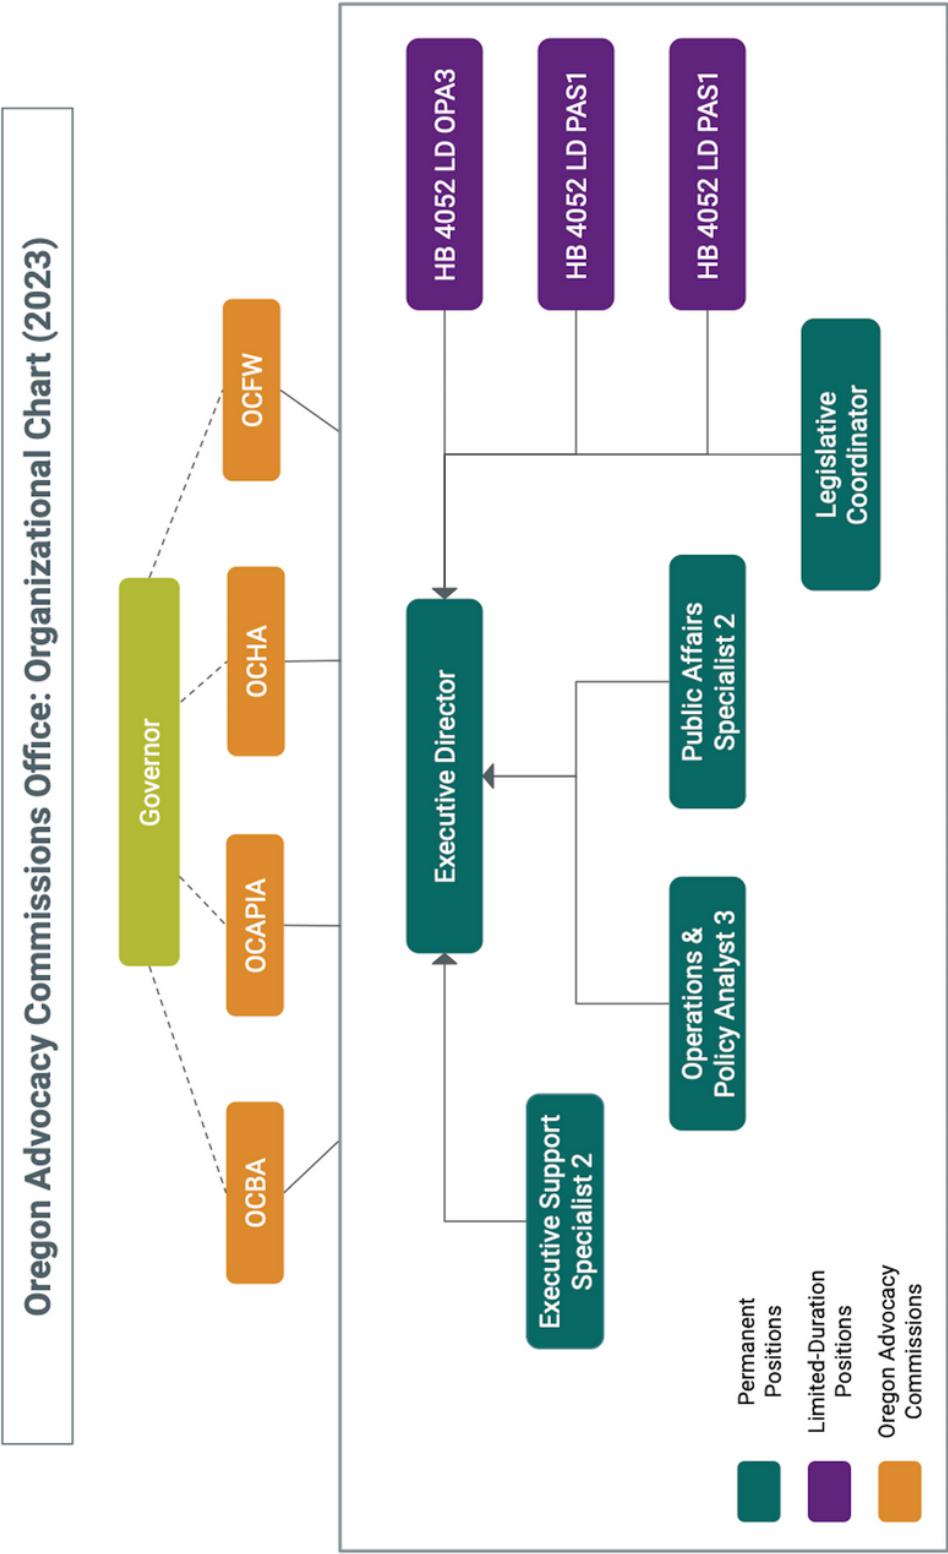 Oregon Advocacy Commissions Office: Organizational Chart (2023)
Governor
OCBA
OCAPIA
OCHA
OCFW
Executive Director
HB 4052 LD OPA3
HB 4052 LD PAS1
HB 4052 LD PAS1
Executive Support
Specialist 2
Operations &
Policy Analyst 3
Public Affairs
Specialist 2
Legislative
Coordinator
Permanent
Positions
Limited-Duration
Positions
Oregon Advocacy
Commissions